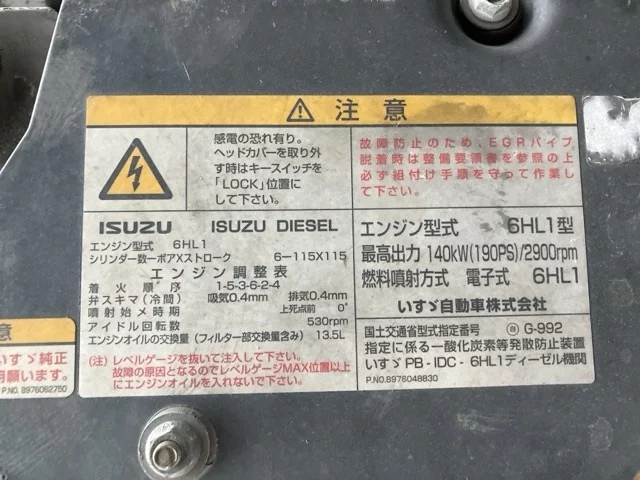 注意
感電の恐れ有り。
ヘッドカバーを取り外
す時はキースイッチを
「LOCK」位置に
して下さい。
故障防止のため、EGRパイプ
脱着時は整備要領書を参照の上
必ず組付け手順を守って作業し
て下さい。
ISUZU ISUZU DIESEL
エンジン型式 6HL1
シリンダー数ーボアXストローク 6-115X115
エンジン調整表
着火順序 1-5-3-6-2-4
弁スキマ(冷間) 吸気0.4mm 排気0.4mm
噴射始メ時期 上死点前 0°
アイドル回転数 530rpm
エンジンオイルの交換量(フィルター部交換量含み) 13.5L
(注)レベルゲージを抜いて注入して下さい。
故障の原因となるのでレベルゲージMAX位置以上
にエンジンオイルを入れないで下さい。
エンジン型式 6HL1型
最高出力 140kW(190PS)/2900rpm
燃料噴射方式 電子式 6HL1
いすゞ自動車株式会社
国土交通省型式指定番号 自 G-992
指定に係る一酸化炭素等発散防止装置
いすゞPB-IDC-6HL1ディーゼル機関
P.NO.8976048830
意
いすゞ純正
用願います。
P.NO.8976062750